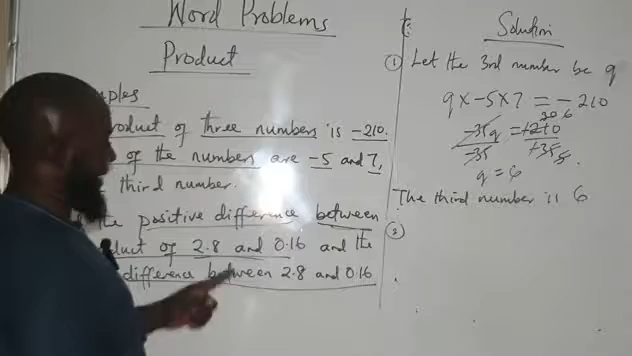 Word Problems
Product
ples
roduct of three numbers is -210.
of the numbers are -5 and 7,
third number.
the positive difference between
duct of 2.8 and 0.16 and the
difference between 2.8 and 0.16
Solution
① Let the 3rd number be q
q x -5 x 7 = -210
-35q = -210
-35 -35
q = 6
The third number is 6
②